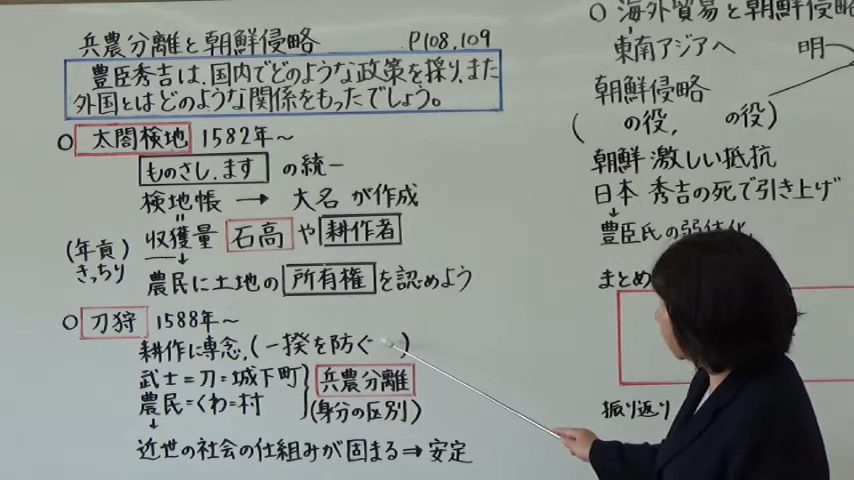 兵農分離と朝鮮侵略 P108,109
豊臣秀吉は、国内でどのような政策を採り、また
外国とはどのような関係をもったでしょう。
○ 太閤検地 1582年~
ものさし、ます の統一
検地帳 → 大名 が作成
=
収獲量 石高 や 耕作者
(年貢)
きっちり
↓
農民に土地の 所有権 を認めよう
○ 刀狩 1588年~
耕作に専念、(一揆を防ぐ )
武士=刀=城下町 } 兵農分離
農民=くわ=村 (身分の区別)
↓
近世の社会の仕組みが固まる⇒安定
○ 海外貿易と朝鮮侵略
東南アジアへ 明
朝鮮侵略
( の役、 の役)
朝鮮 激しい抵抗
日本 秀吉の死で引き上げ
↓
豊臣氏の弱体化
まとめ
振り返り